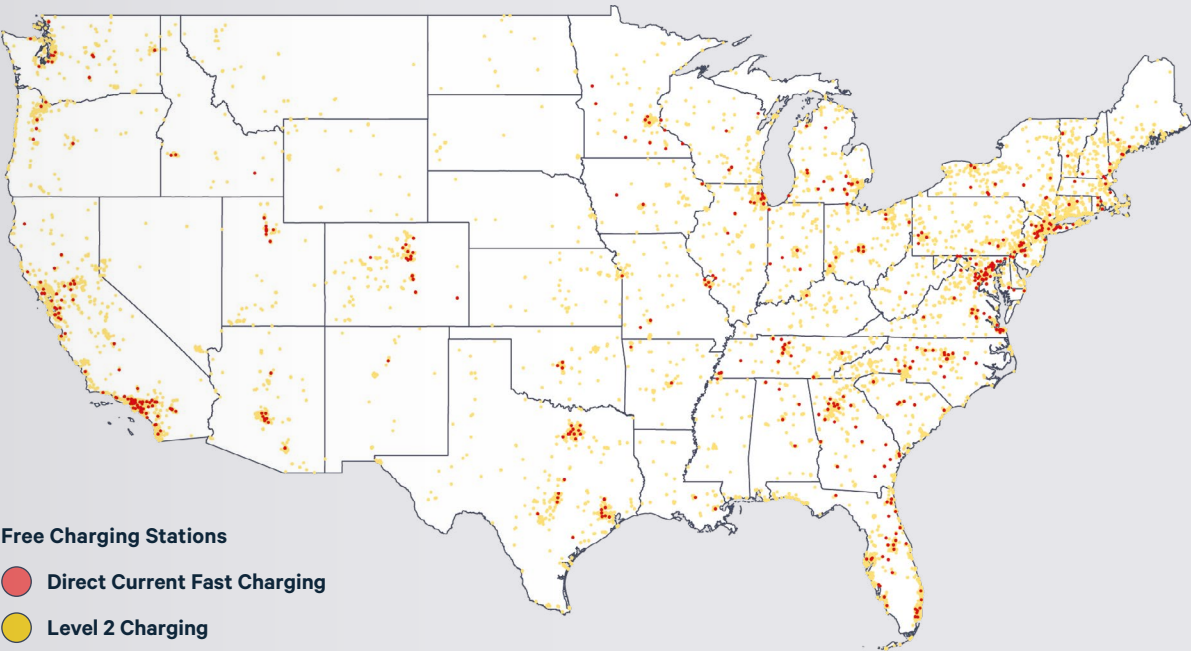 Free Charging Stations
Direct Current Fast Charging
Level 2 Charging